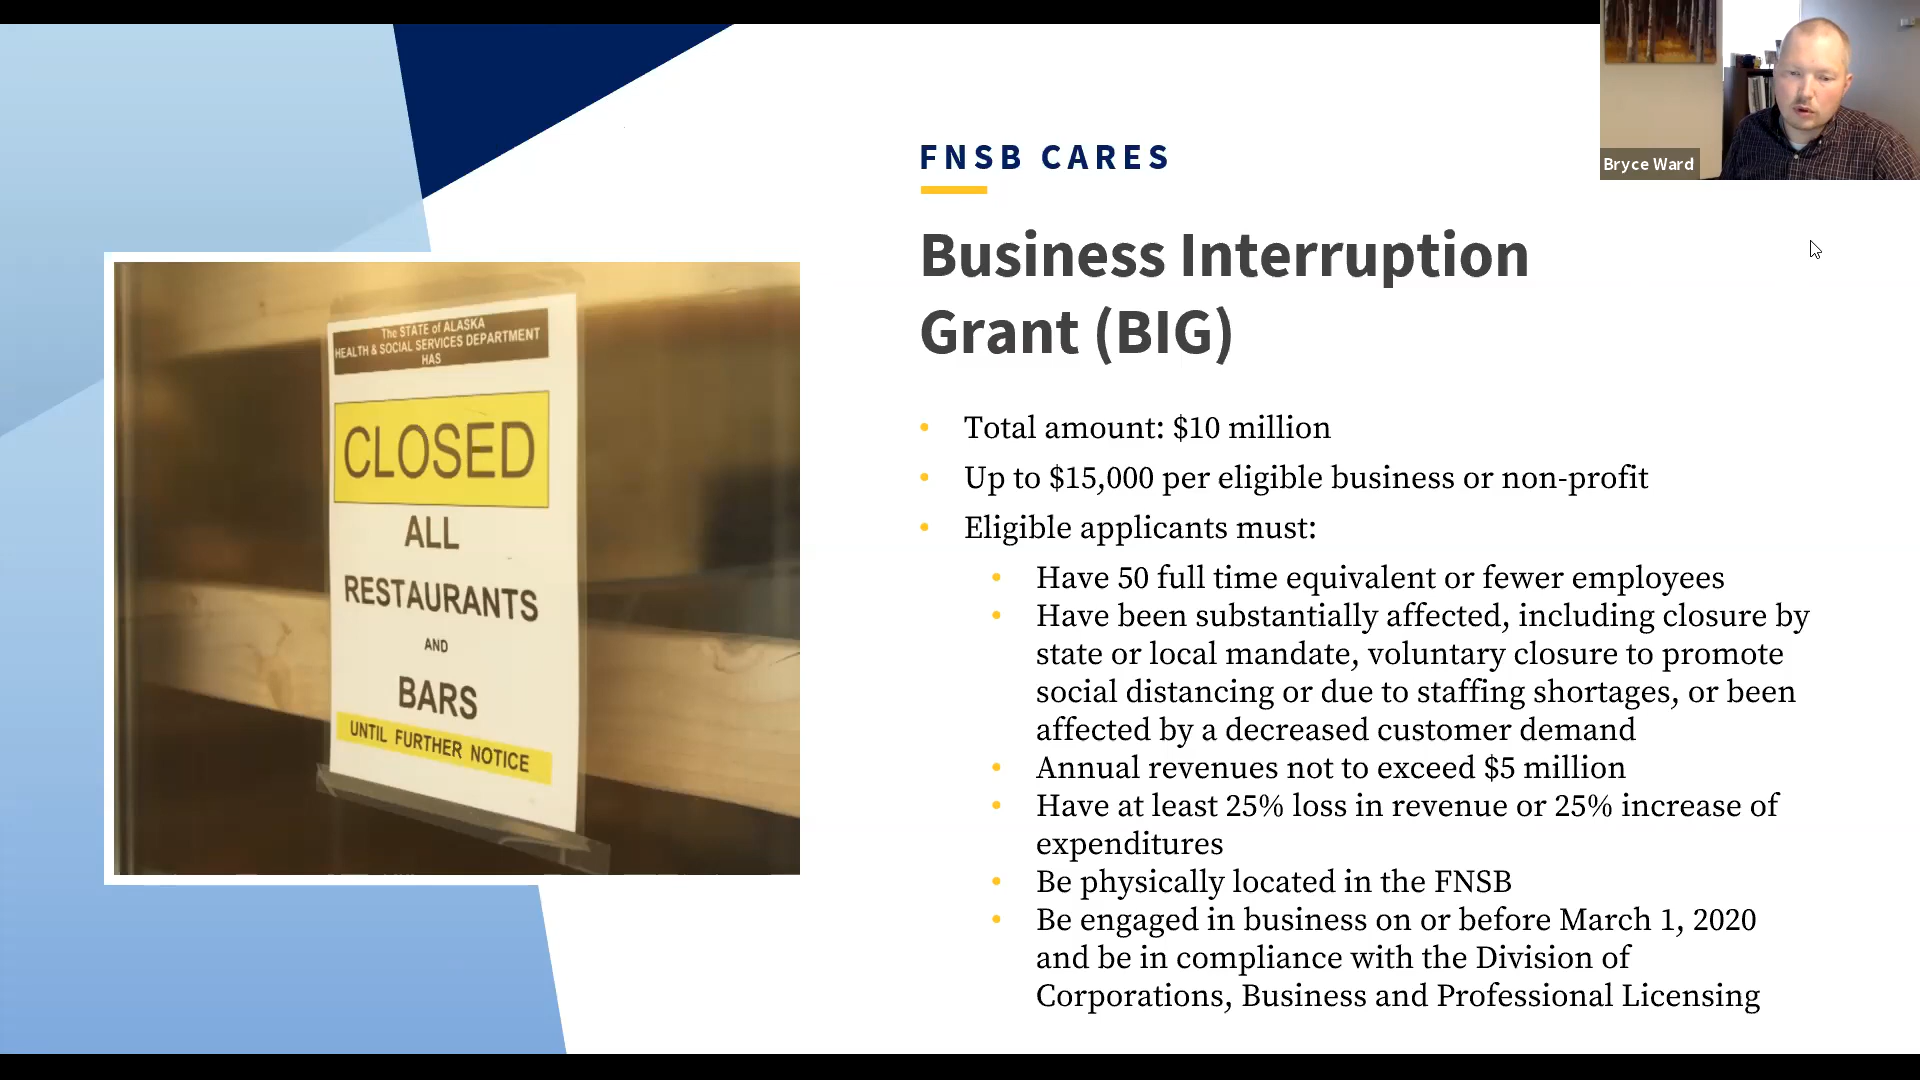 FNSB CARES
Bryce Ward
Business Interruption
Grant (BIG)
The STATE of ALASKA
HEALTH & SOCIAL SERVICES DEPARTMENT
HAS
CLOSED
ALL
RESTAURANTS
AND
BARS
UNTIL FURTHER NOTICE
• Total amount: $10 million
• Up to $15,000 per eligible business or non-profit
• Eligible applicants must:
• Have 50 full time equivalent or fewer employees
• Have been substantially affected, including closure by
state or local mandate, voluntary closure to promote
social distancing or due to staffing shortages, or been
affected by a decreased customer demand
• Annual revenues not to exceed $5 million
• Have at least 25% loss in revenue or 25% increase of
expenditures
• Be physically located in the FNSB
• Be engaged in business on or before March 1, 2020
and be in compliance with the Division of
Corporations, Business and Professional Licensing